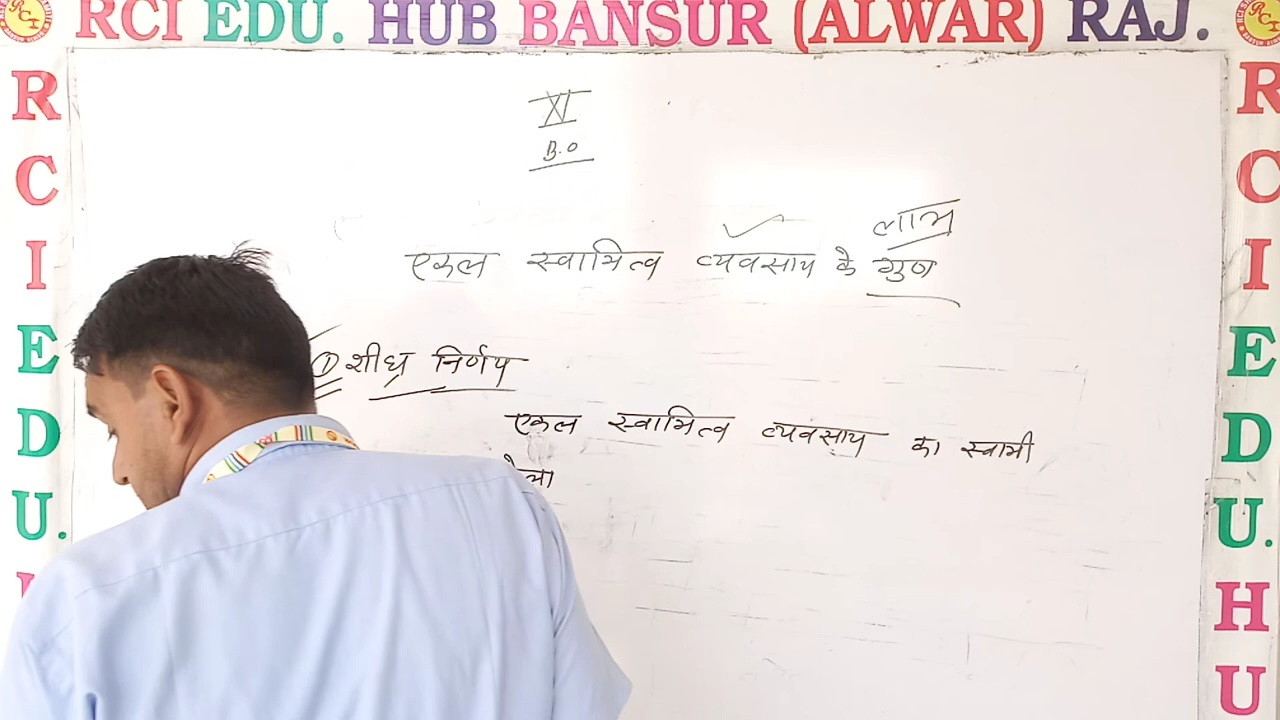 RCI EDU. HUB BANSUR (ALWAR) RAJ.
R
C
I
E
D
U.
R
C
I
E
D
U.
H
U
XI
B.O
लाभ
एकल स्वामित्व व्यवसाय के गुण
① शीघ्र निर्णय
एकल स्वामित्व व्यवसाय का स्वामी